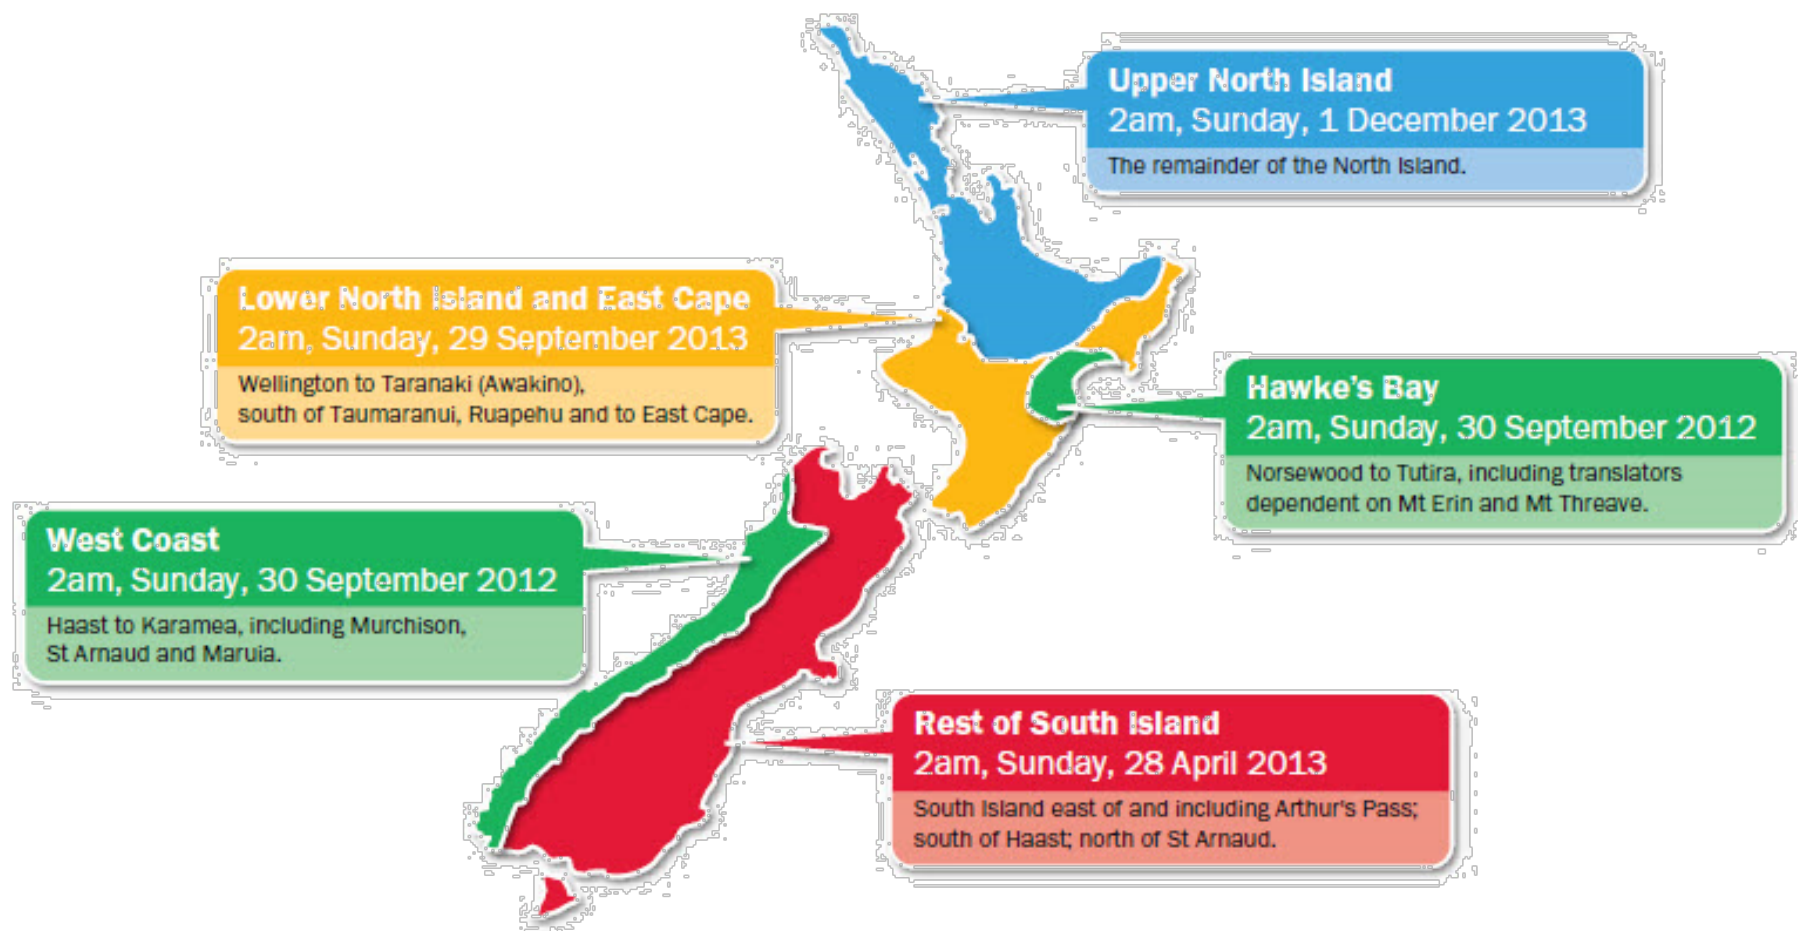 Upper North Island
2am, Sunday, 1 December 2013
The remainder of the North Island.
Lower North Island and East Cape
2am, Sunday, 29 September 2013
Wellington to Taranaki (Awakino),
south of Taumaranui, Ruapehu and to East Cape.
Hawke's Bay
2am, Sunday, 30 September 2012
Norsewood to Tutira, including translators
dependent on Mt Erin and Mt Threave.
West Coast
2am, Sunday, 30 September 2012
Haast to Karamea, including Murchison,
St Arnaud and Maruia.
Rest of South Island
2am, Sunday, 28 April 2013
South Island east of and including Arthur's Pass;
south of Haast; north of St Arnaud.